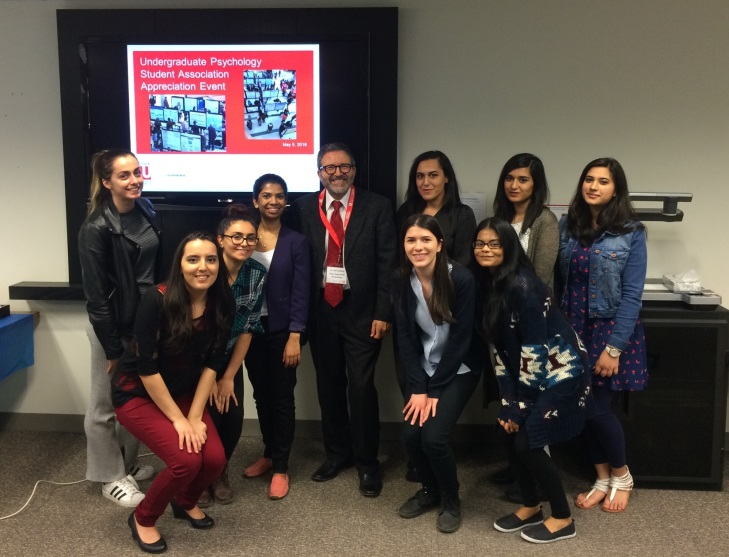 Undergraduate Psychology
Student Association
Appreciation Event